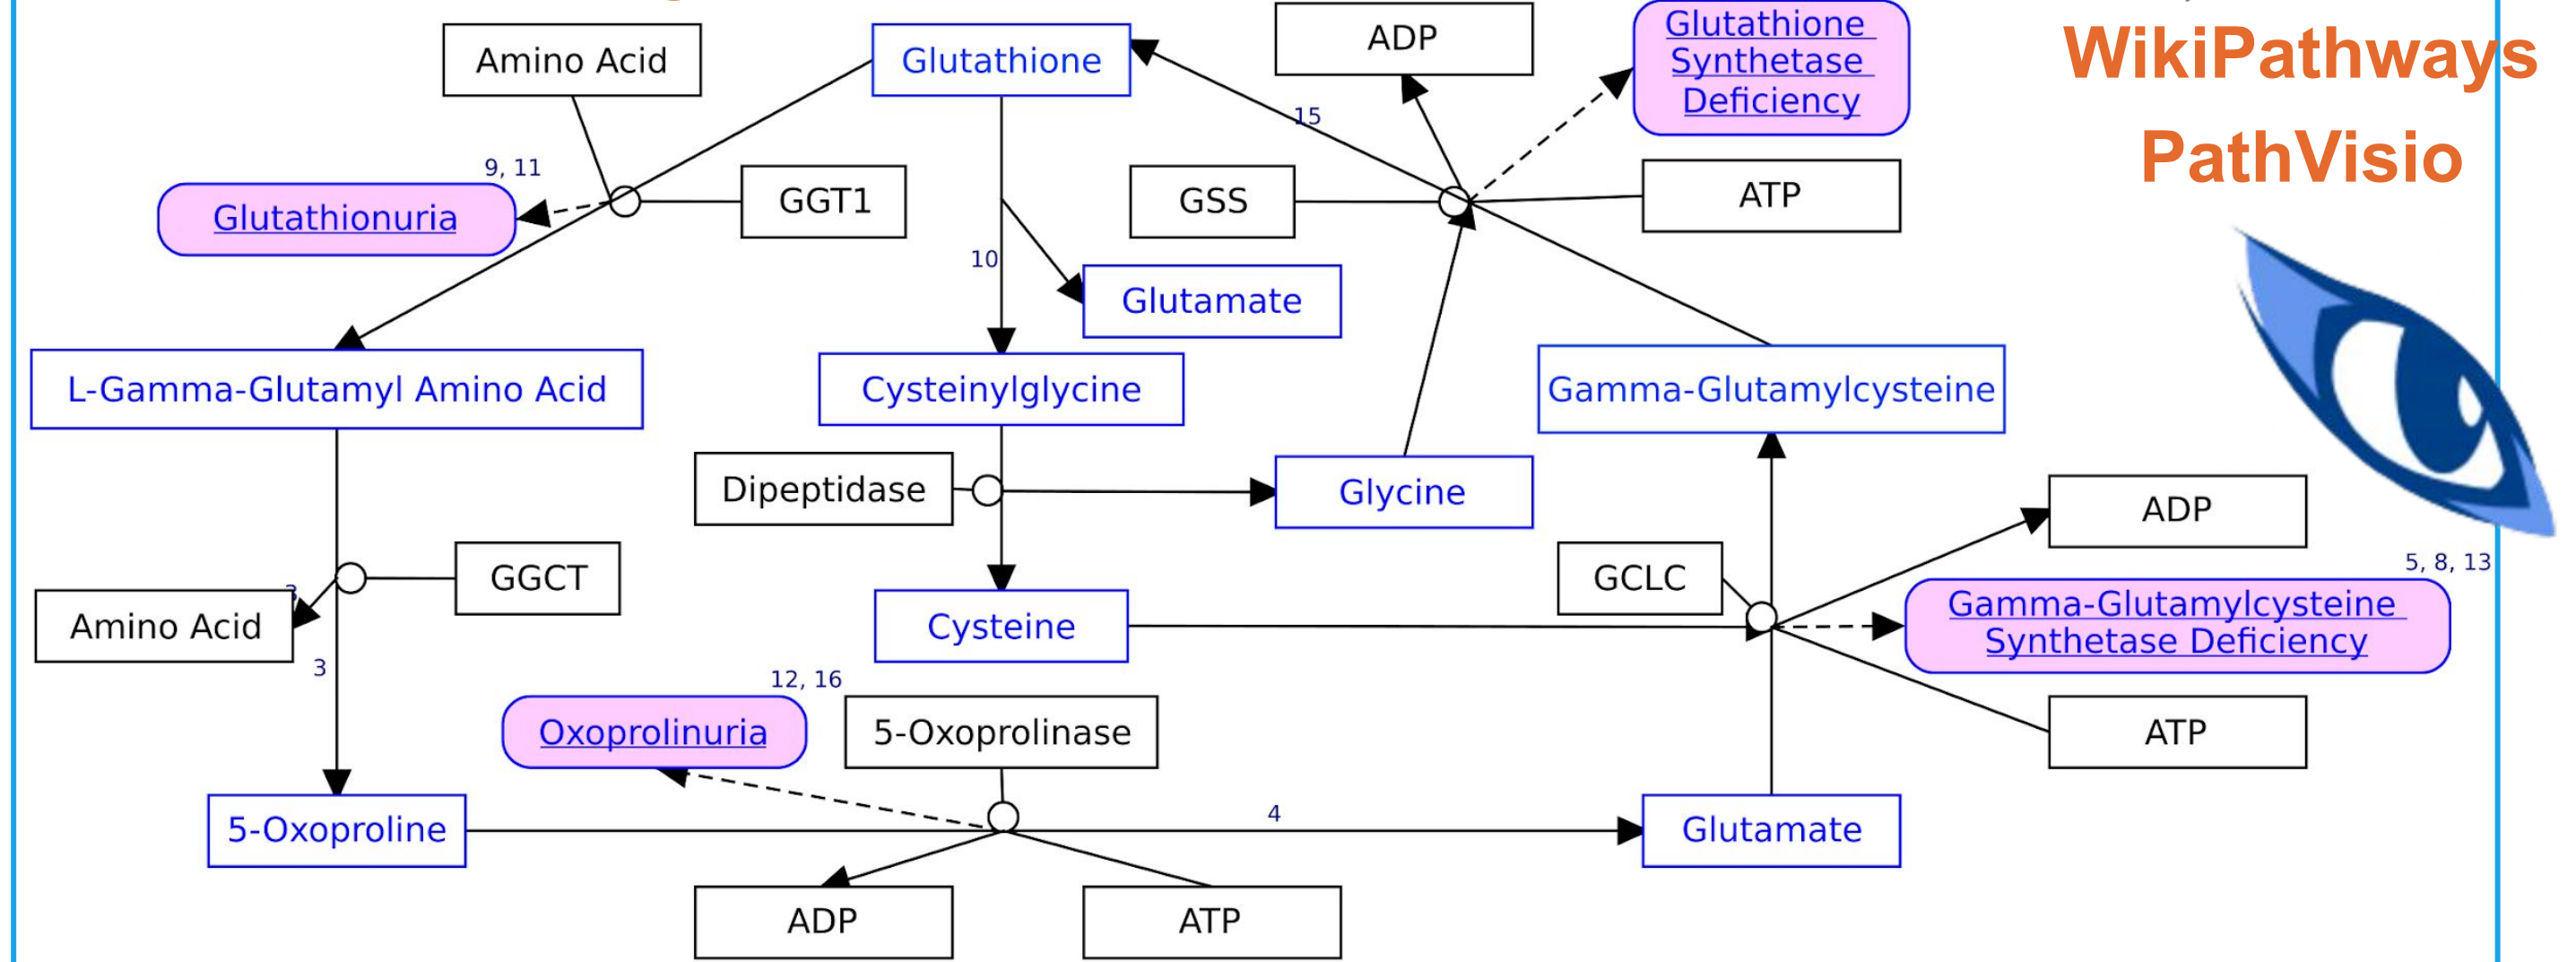 Amino Acid
Glutathione
ADP
Glutathione
Synthetase
Deficiency
WikiPathways
PathVisio
15
9, 11
Glutathionuria
GGT1
GSS
ATP
10
Glutamate
L-Gamma-Glutamyl Amino Acid
Cysteinylglycine
Gamma-Glutamylcysteine
Dipeptidase
Glycine
ADP
GGCT
GCLC
5, 8, 13
3
Amino Acid
Cysteine
Gamma-Glutamylcysteine
Synthetase Deficiency
3
12, 16
Oxoprolinuria
5-Oxoprolinase
ATP
4
5-Oxoproline
Glutamate
ADP
ATP